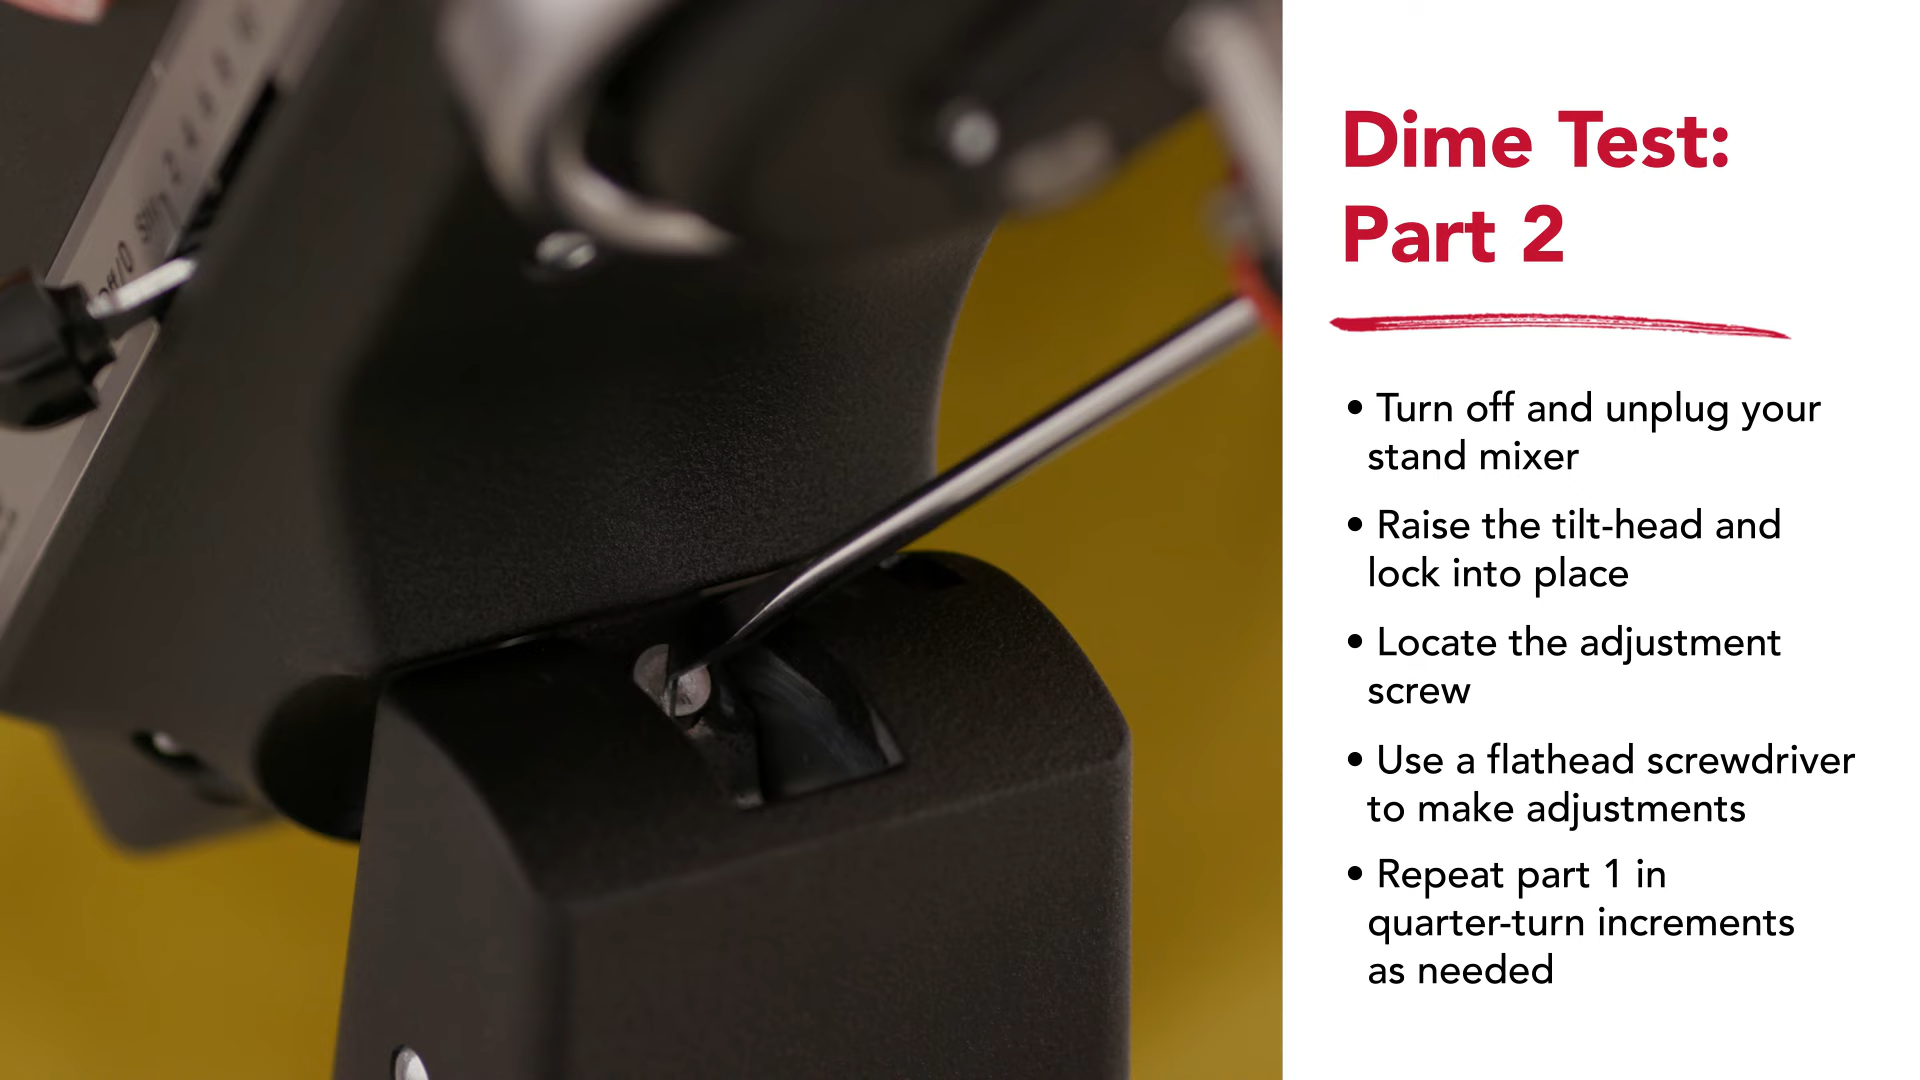 Dime Test:
Part 2
• Turn off and unplug your
stand mixer
• Raise the tilt-head and
lock into place
• Locate the adjustment
screw
• Use a flathead screwdriver
to make adjustments
• Repeat part 1 in
quarter-turn increments
as needed